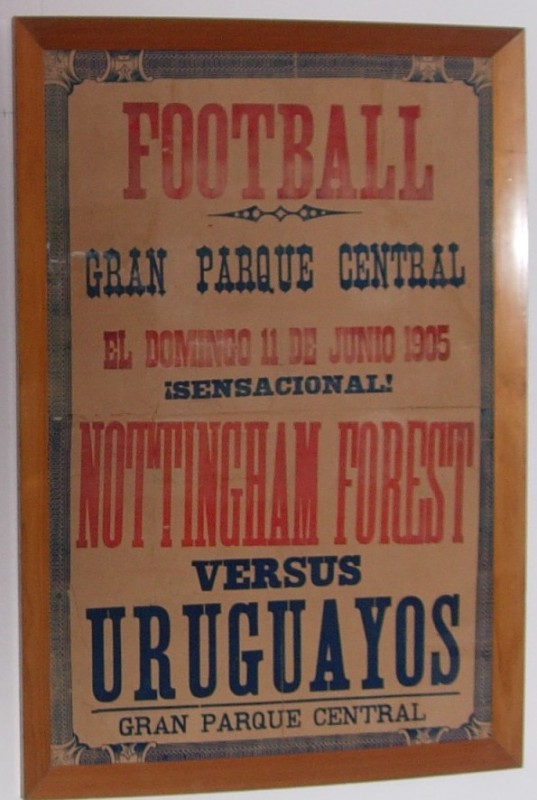 FOOTBALL
GRAN PARQUE CENTRAL
EL DOMINGO 11 DE JUNIO 1905
¡SENSACIONAL!
NOTTINGHAM FOREST
VERSUS
URUGUAYOS
GRAN PARQUE CENTRAL